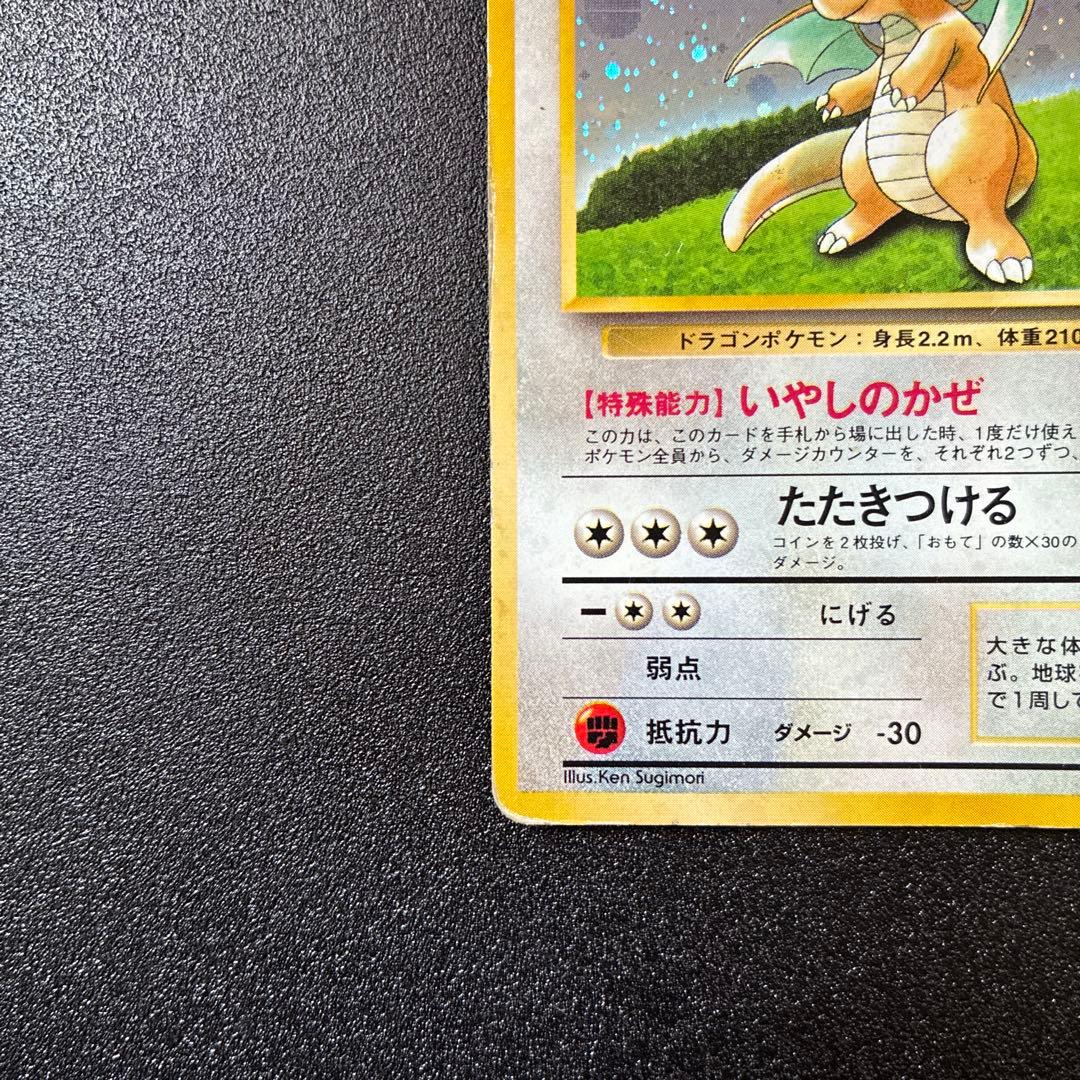 ドラゴンポケモン：身長2.2m、体重210
【特殊能力】いやしのかぜ
この力は、このカードを手札から場に出した時、1度だけ使え
ポケモン全員から、ダメージカウンターを、それぞれ2つずつ、
たたきつける
コインを2枚投げ、「おもて」の数×30の
ダメージ。
にげる
弱点
抵抗力 ダメージ -30
大きな体
ぶ。地球
で1周して
Illus.Ken Sugimori